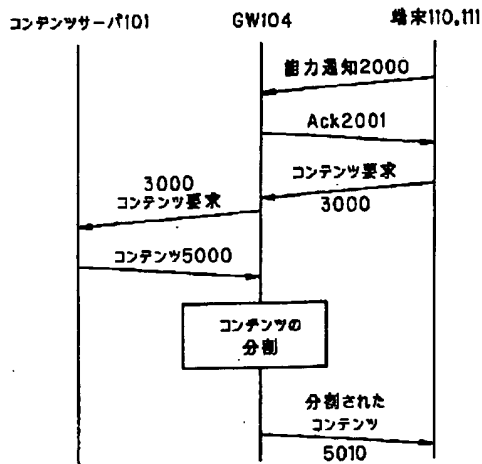 コンテンツサーバ101
GW104
端末110,111
能力通知2000
Ack2001
コンテンツ要求
3000
3000
コンテンツ要求
コンテンツ5000
コンテンツの
分割
分割された
コンテンツ
5010